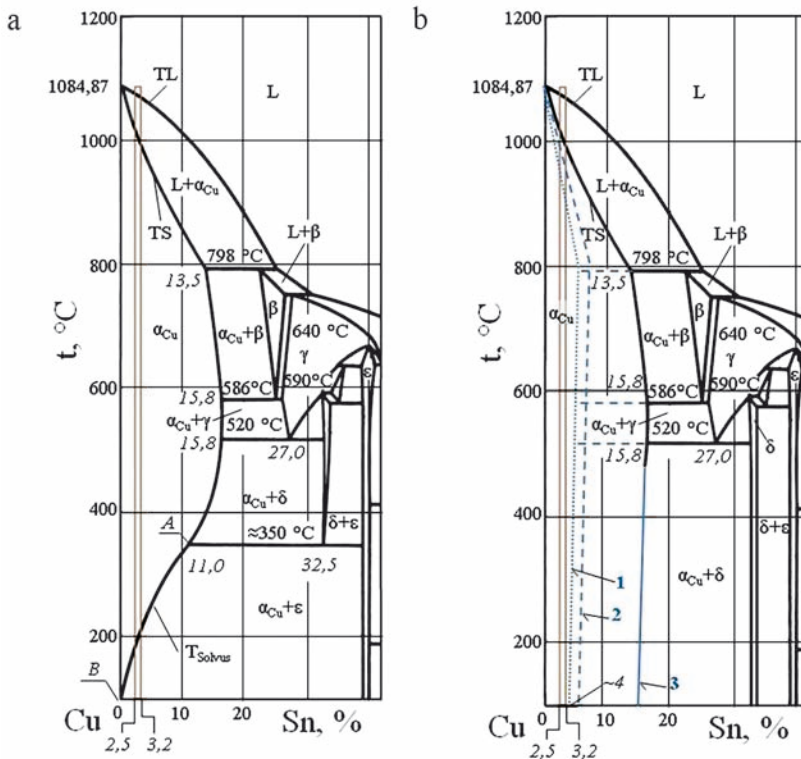 a
1200
1084,87
TL
L
1000
L+αCu
TS
L+β
798 °C
800
13,5
αCu
αCu+β
β
640 °C
γ
t, °C
600
15,8
586°C
590°C
ε
αCu+γ
520 °C
15,8
27,0
αCu+δ
400
A
≈350 °C
δ+ε
11,0
32,5
αCu+ε
200
TSolvus
B
Cu
0
10
20
Sn, %
2,5
3,2
b
1200
1084,87
TL
L
1000
L+αCu
TS
L+β
798 °C
800
13,5
αCu
αCu+β
β
640 °C
γ
t, °C
600
15,8
586°C
590°C
ε
αCu+γ
520 °C
15,8
27,0
δ
400
δ+ε
1
αCu+δ
2
200
~4
3
Cu
0
10
20
Sn, %
2,5
3,2